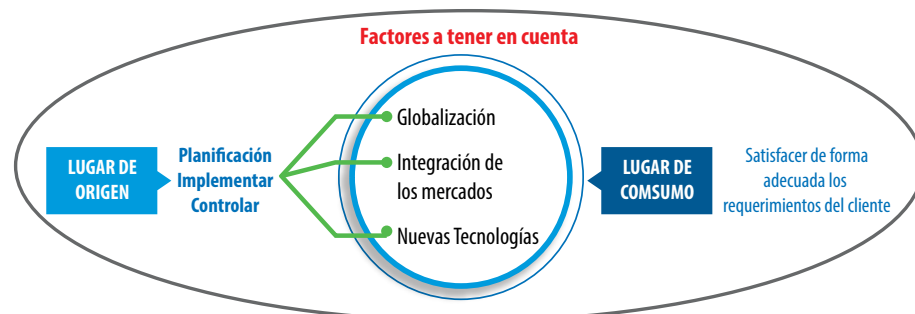 Factores a tener en cuenta
LUGAR DE
ORIGEN
Planificación
Implementar
Controlar
Globalización
Integración de
los mercados
Nuevas Tecnologías
LUGAR DE
COMSUMO
Satisfacer de forma
adecuada los
requerimientos del cliente